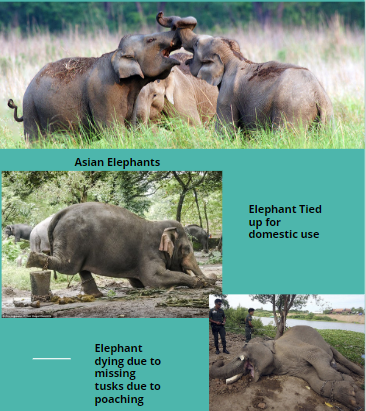 Asian Elephants
Elephant Tied
up for
domestic use
Elephant
dying due to
missing
tusks due to
poaching